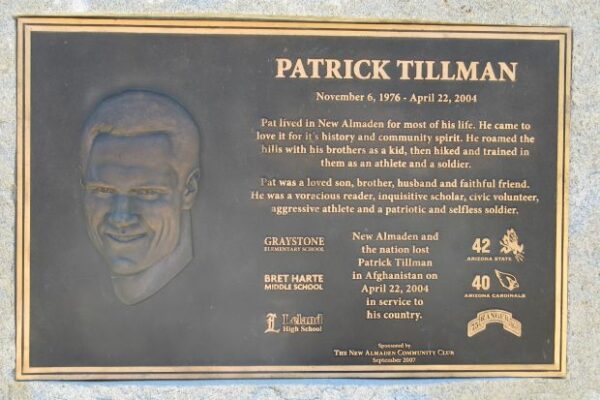 PATRICK TILLMAN
November 6, 1976 - April 22, 2004
Pat lived in New Almaden for most of his life. He came to
love it for it's history and community spirit. He roamed the
hills with his brothers as a kid, then hiked and trained in
them as an athlete and a soldier.
Pat was a loved son, brother, husband and faithful friend.
He was a voracious reader, inquisitive scholar, civic volunteer,
aggressive athlete and a patriotic and selfless soldier.
GRAYSTONE
ELEMENTARY SCHOOL
BRET HARTE
MIDDLE SCHOOL
L Leland
High School
New Almaden and
the nation lost
Patrick Tillman
in Afghanistan on
April 22, 2004
in service to
his country.
42
ARIZONA STATE
40
ARIZONA CARDINALS
75 RANGER
Sponsored by
THE NEW ALMADEN COMMUNITY CLUB
September 2007